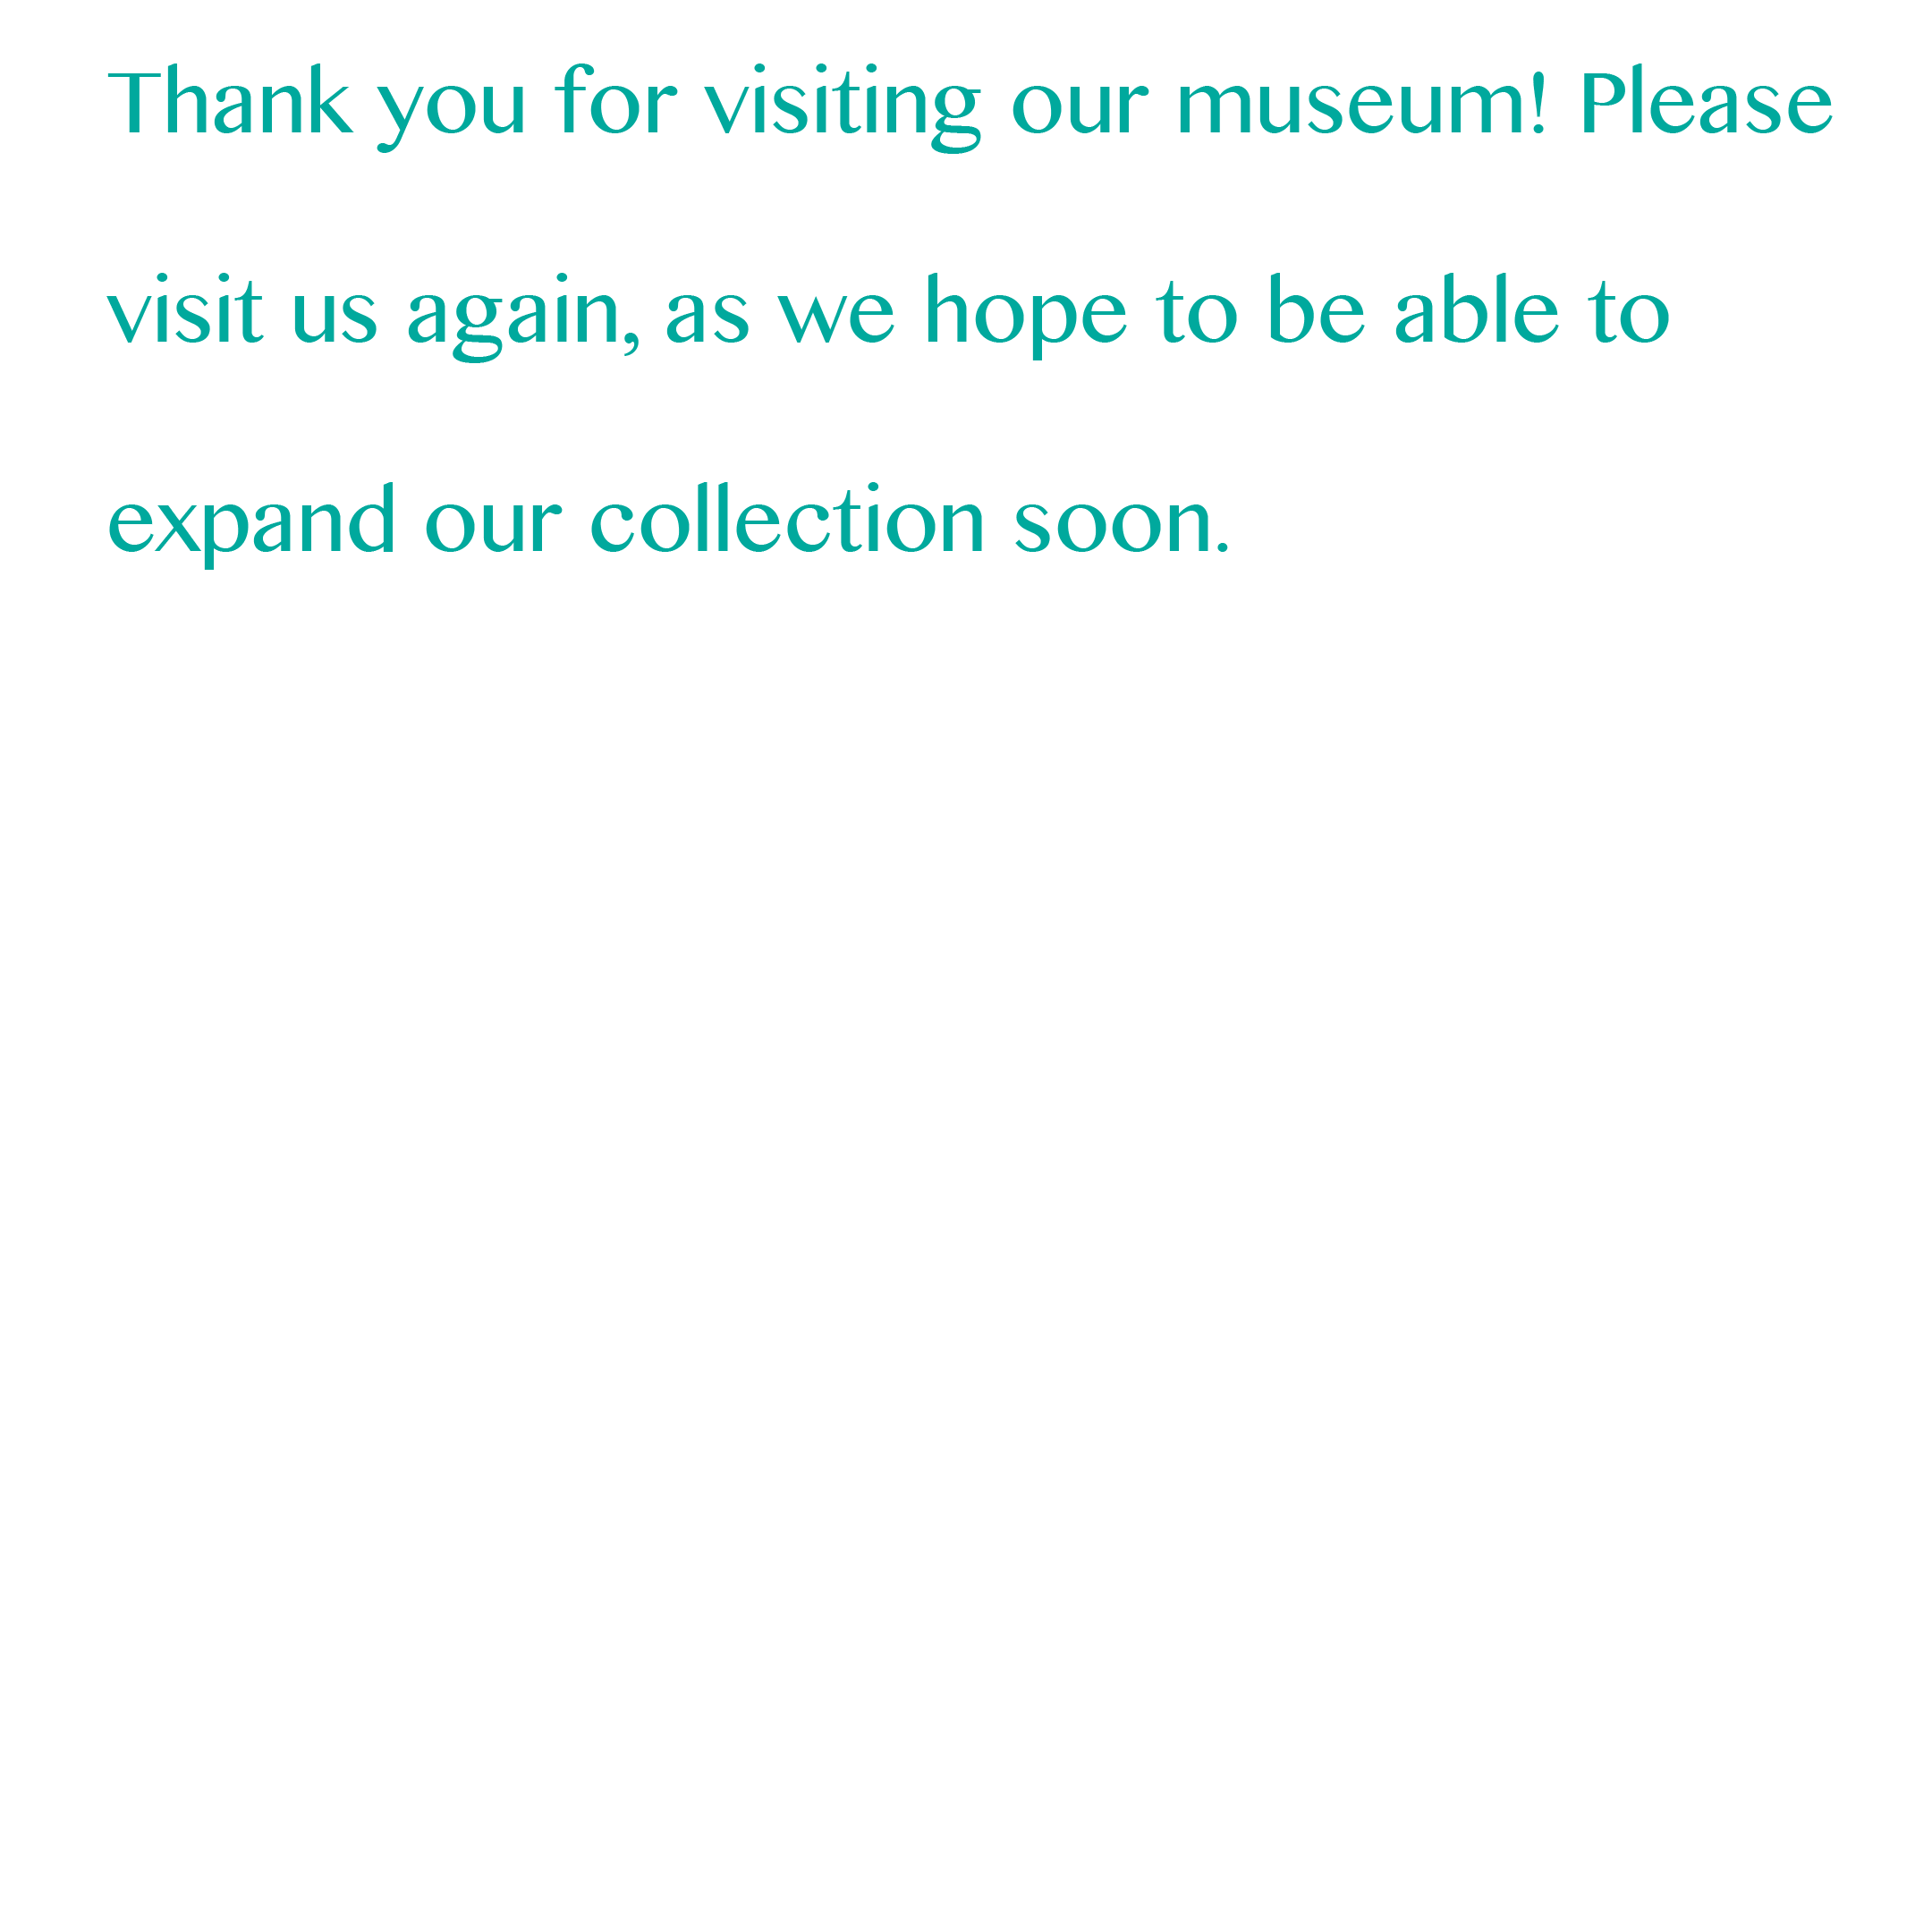 Thank you for visiting our museum! Please
visit us again, as we hope to be able to
expand our collection soon.